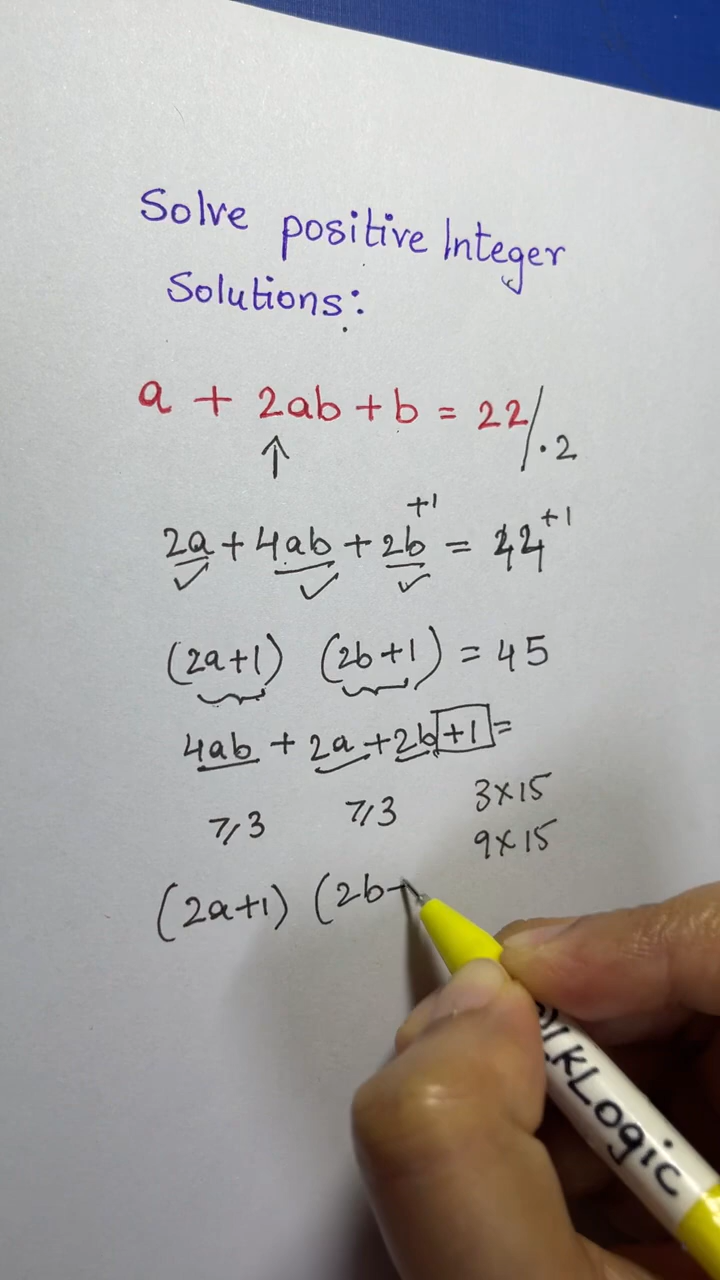 Solve positive Integer
Solutions:
a + 2ab + b = 22 / · 2
↑
2a + 4ab + 2b +1 = 44 +1
(2a+1) (2b+1) = 45
4ab + 2a + 2b +1 =
⩾3 ⩾3 3×15
9×15
(2a+1) (2b+
LKLogic